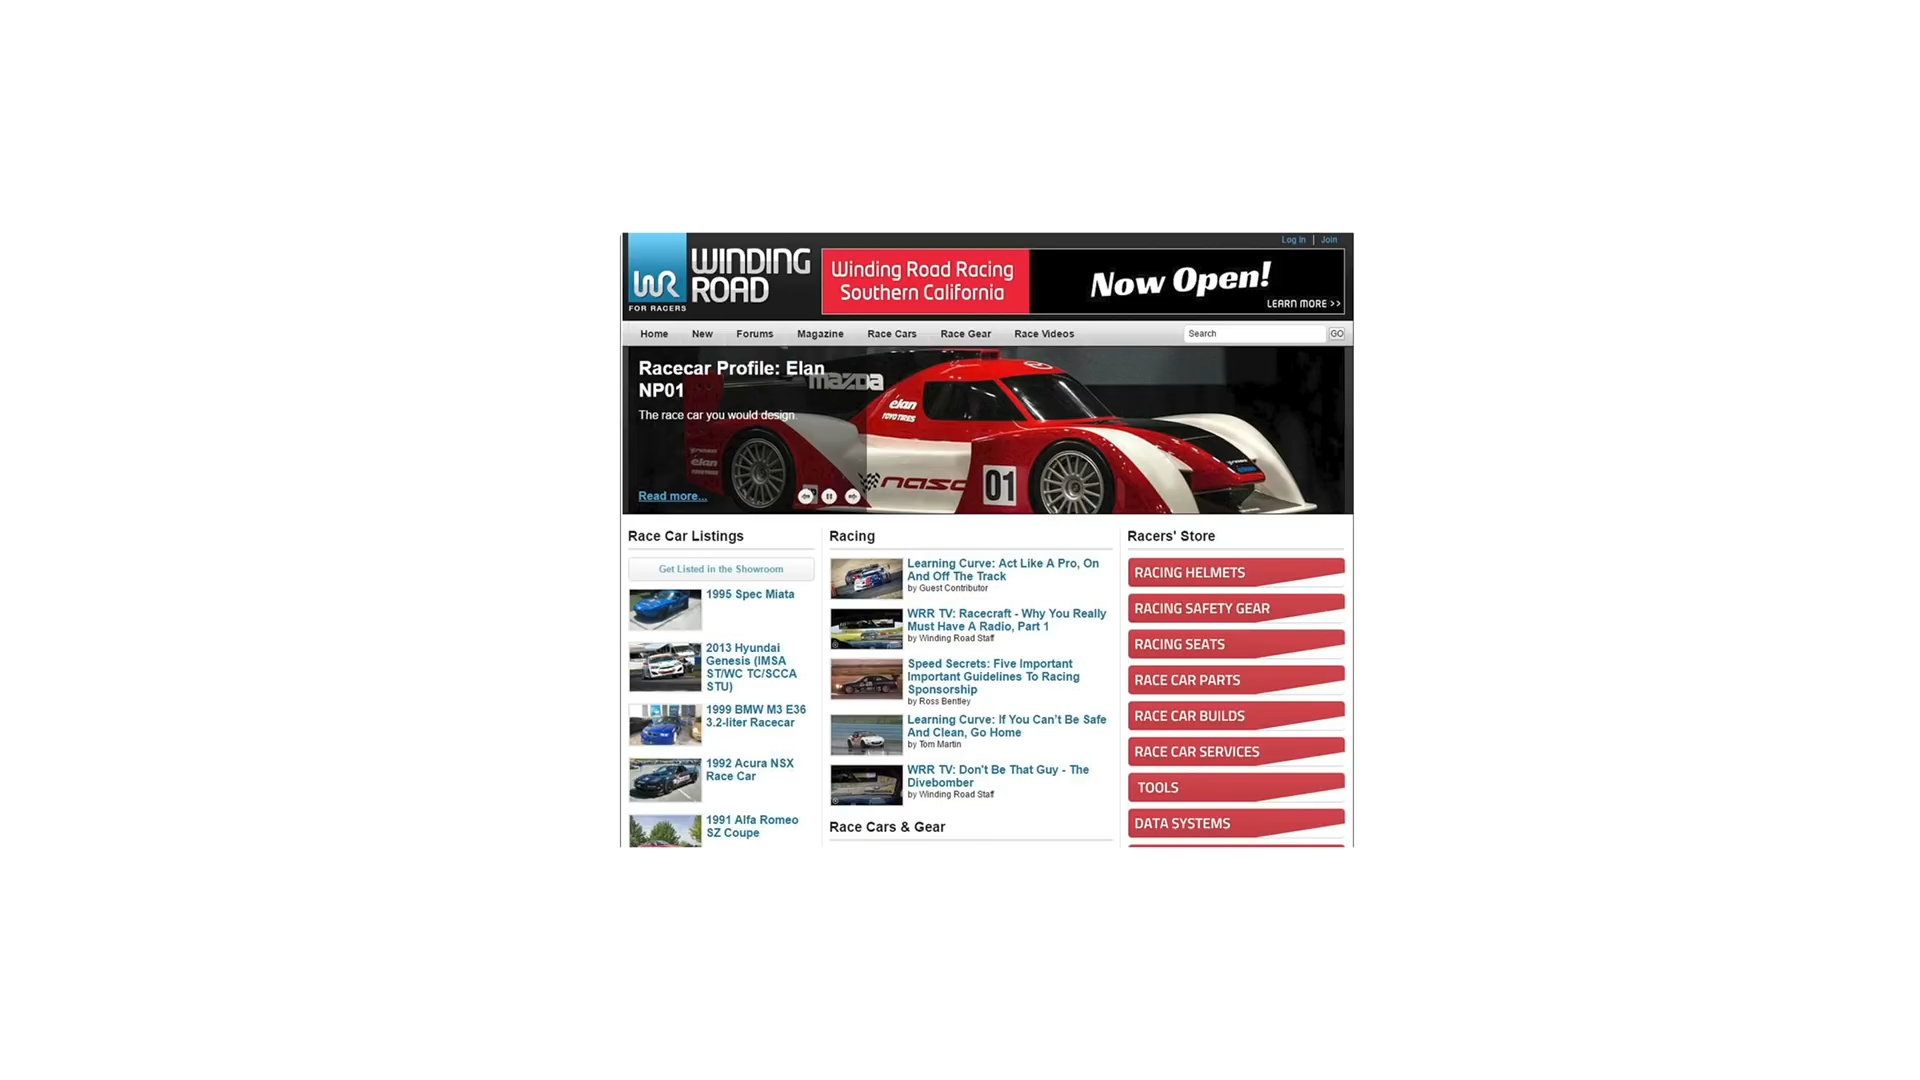 Log In | Join
WR
FOR RACERS
WINDING
ROAD
Winding Road Racing
Southern California
Now Open!
LEARN MORE >>
Home New Forums Magazine Race Cars Race Gear Race Videos
Search GO
Racecar Profile: Elan
NP01
The race car you would design.
Read more...
mazda
elan
TOYO TIRES
elan
nasa
01
Race Car Listings
Get Listed in the Showroom
1995 Spec Miata
2013 Hyundai
Genesis (IMSA
ST/WC TC/SCCA
STU)
1999 BMW M3 E36
3.2-liter Racecar
1992 Acura NSX
Race Car
1991 Alfa Romeo
SZ Coupe
Racing
Learning Curve: Act Like A Pro, On
And Off The Track
by Guest Contributor
WRR TV: Racecraft - Why You Really
Must Have A Radio, Part 1
by Winding Road Staff
Speed Secrets: Five Important
Important Guidelines To Racing
Sponsorship
by Ross Bentley
Learning Curve: If You Can't Be Safe
And Clean, Go Home
by Tom Martin
WRR TV: Don't Be That Guy - The
Divebomber
by Winding Road Staff
Race Cars & Gear
Racers' Store
RACING HELMETS
RACING SAFETY GEAR
RACING SEATS
RACE CAR PARTS
RACE CAR BUILDS
RACE CAR SERVICES
TOOLS
DATA SYSTEMS